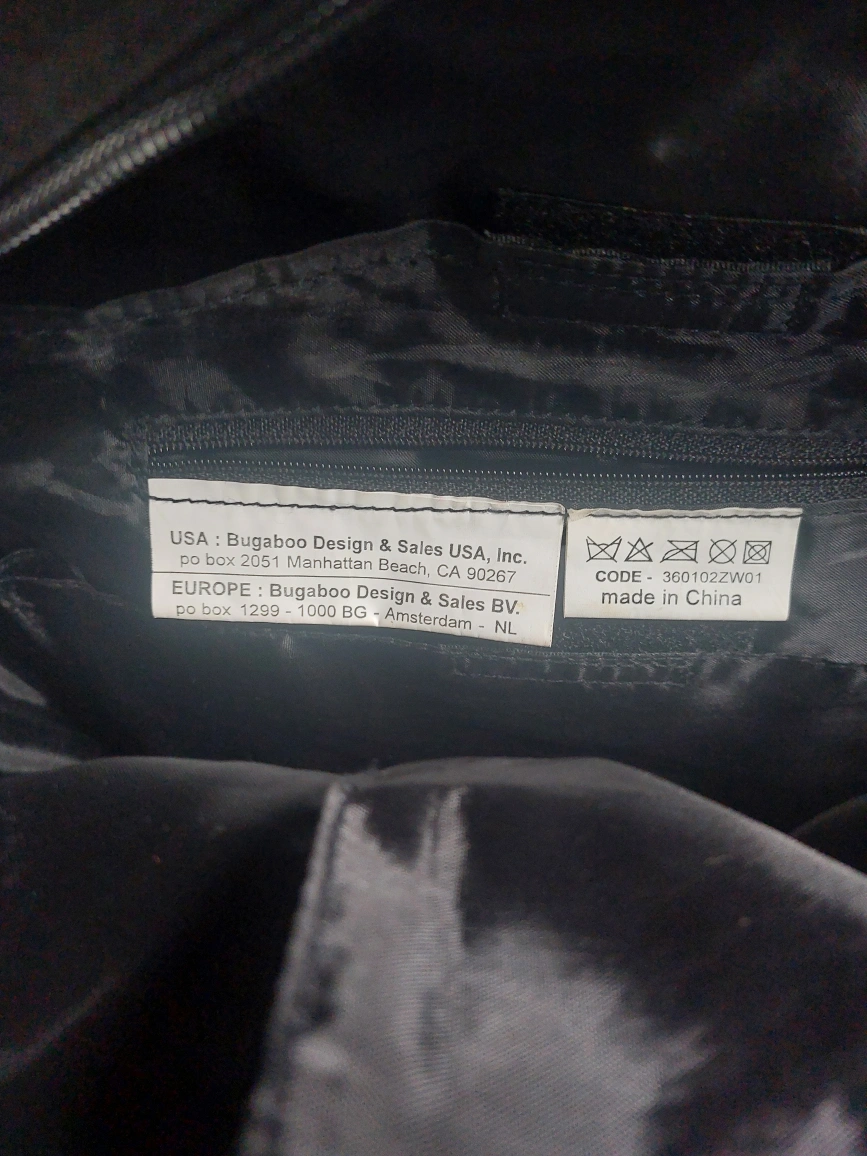 USA : Bugaboo Design & Sales USA, Inc.
po box 2051 Manhattan Beach, CA 90267
EUROPE : Bugaboo Design & Sales BV.
po box 1299 - 1000 BG - Amsterdam - NL
CODE - 360102ZW01
made in China